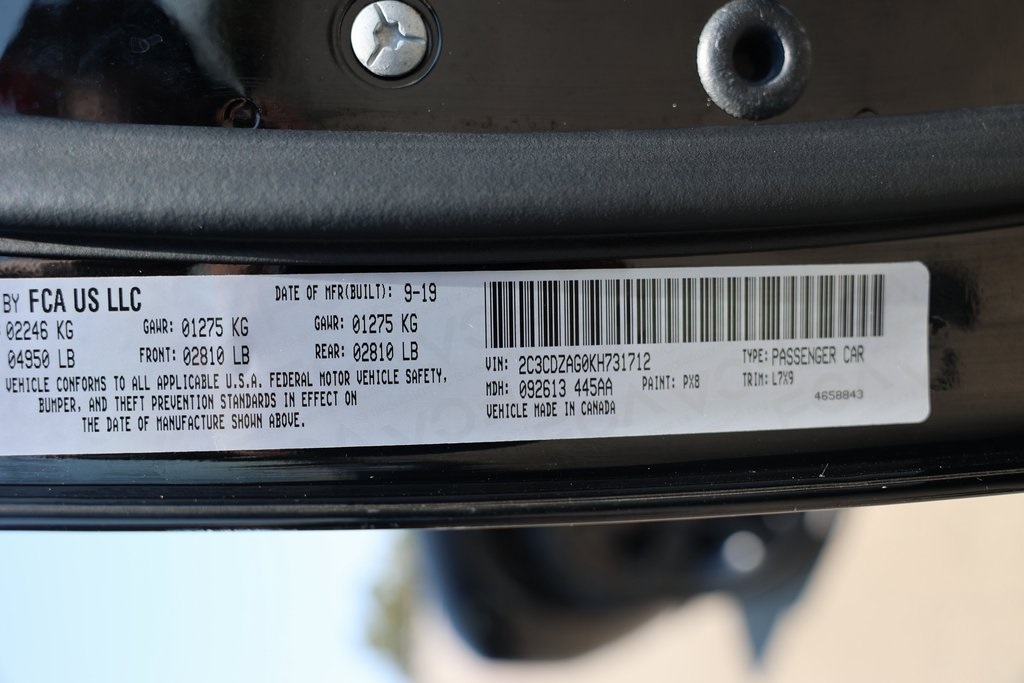 BY FCA US LLC DATE OF MFR(BUILT): 9-19
02246 KG GAWR: 01275 KG GAWR: 01275 KG
04950 LB FRONT: 02810 LB REAR: 02810 LB
VEHICLE CONFORMS TO ALL APPLICABLE U.S.A. FEDERAL MOTOR VEHICLE SAFETY,
BUMPER, AND THEFT PREVENTION STANDARDS IN EFFECT ON
THE DATE OF MANUFACTURE SHOWN ABOVE.
VIN: 2C3CDZAG0KH731712 TYPE: PASSENGER CAR
MDH: 092613 445AA PAINT: PX8 TRIM: L7X9
VEHICLE MADE IN CANADA 4658843